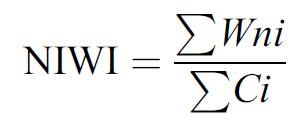 NIWI = ∑Wni / ∑Ci